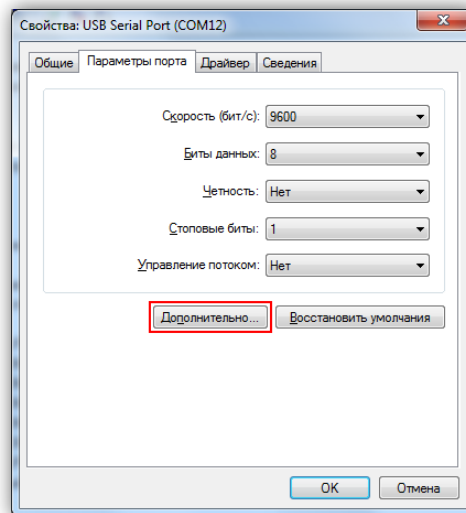 Свойства: USB Serial Port (COM12)
Общие Параметры порта Драйвер Сведения
Скорость (бит/с): 9600
Биты данных: 8
Четность: Нет
Стоповые биты: 1
Управление потоком: Нет
Дополнительно... Восстановить умолчания
OK Отмена